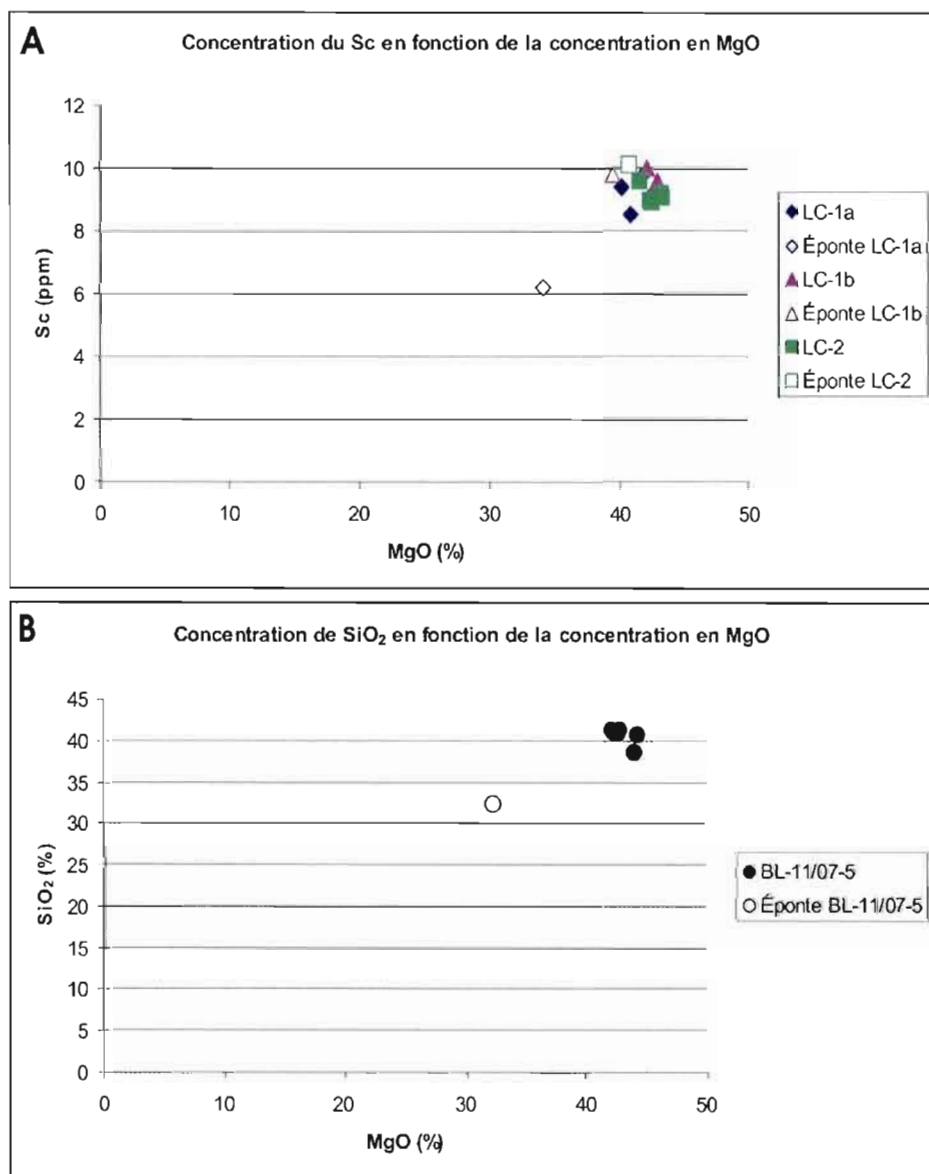 A
Concentration du Sc en fonction de la concentration en MgO
12
10
8
6
4
2
0
Sc (ppm)
0 10 20 30 40 50
MgO (%)
LC-1a
Éponte LC-1a
LC-1b
Éponte LC-1b
LC-2
Éponte LC-2
B
Concentration de SiO₂ en fonction de la concentration en MgO
45
40
35
30
25
20
15
10
5
0
SiO₂ (%)
0 10 20 30 40 50
MgO (%)
BL-11/07-5
Éponte BL-11/07-5